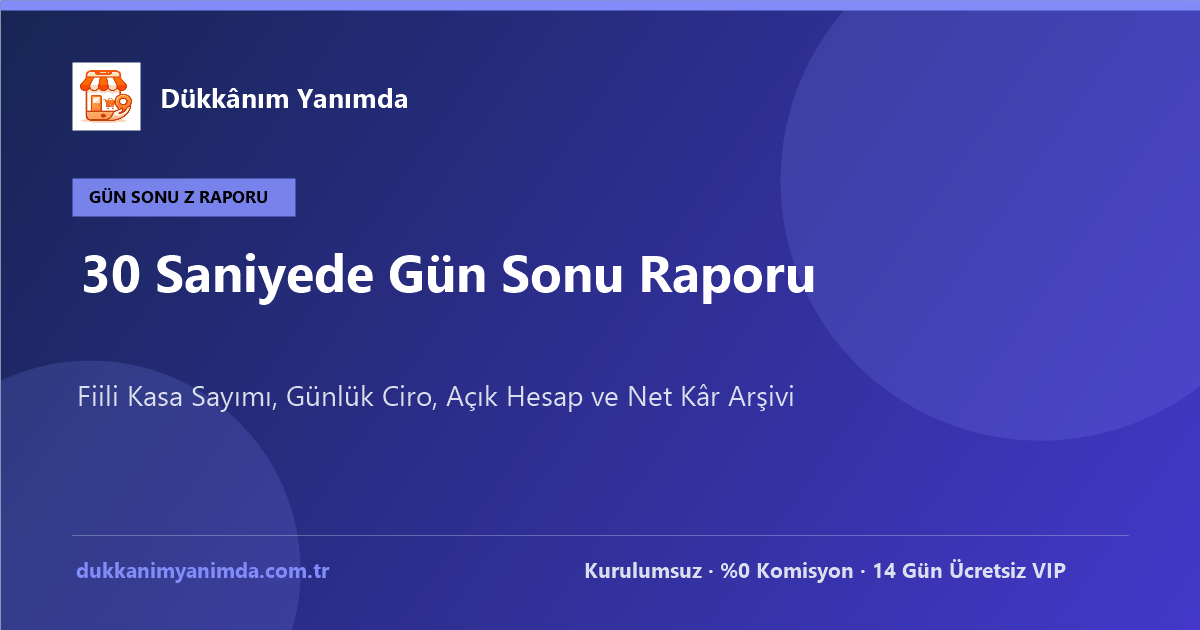 Dükkânım Yanımda
GÜN SONU Z RAPORU
30 Saniyede Gün Sonu Raporu
Fiili Kasa Sayımı, Günlük Ciro, Açık Hesap ve Net Kâr Arşivi
dukkanimyanimda.com.tr
Kurulumsuz · %0 Komisyon · 14 Gün Ücretsiz VIP